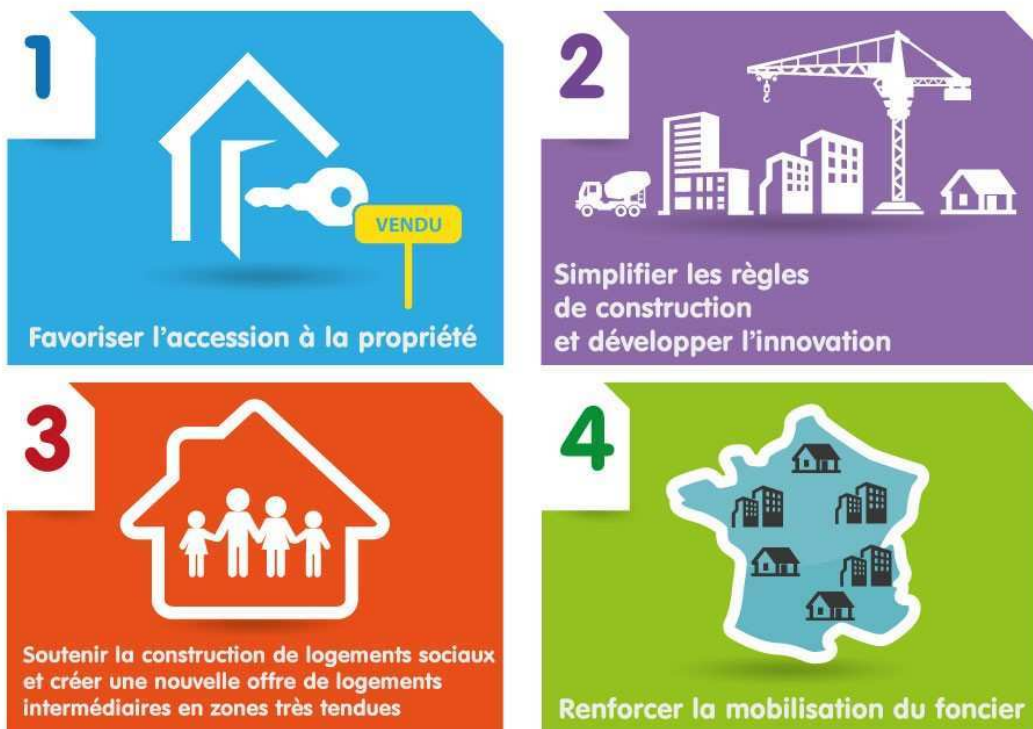 1
VENDU
Favoriser l'accession à la propriété
2
Simplifier les règles
de construction
et développer l'innovation
3
Soutenir la construction de logements sociaux
et créer une nouvelle offre de logements
intermédiaires en zones très tendues
4
Renforcer la mobilisation du foncier